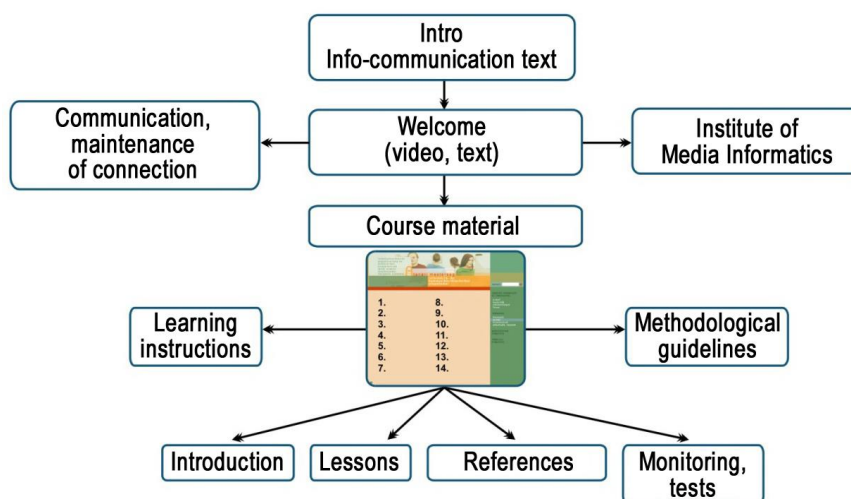 Intro
Info-communication text
Communication,
maintenance
of connection
Welcome
(video, text)
Institute of
Media Informatics
Course material
1.
2.
3.
4.
5.
6.
7.
8.
9.
10.
11.
12.
13.
14.
Learning
instructions
Methodological
guidelines
Introduction
Lessons
References
Monitoring,
tests